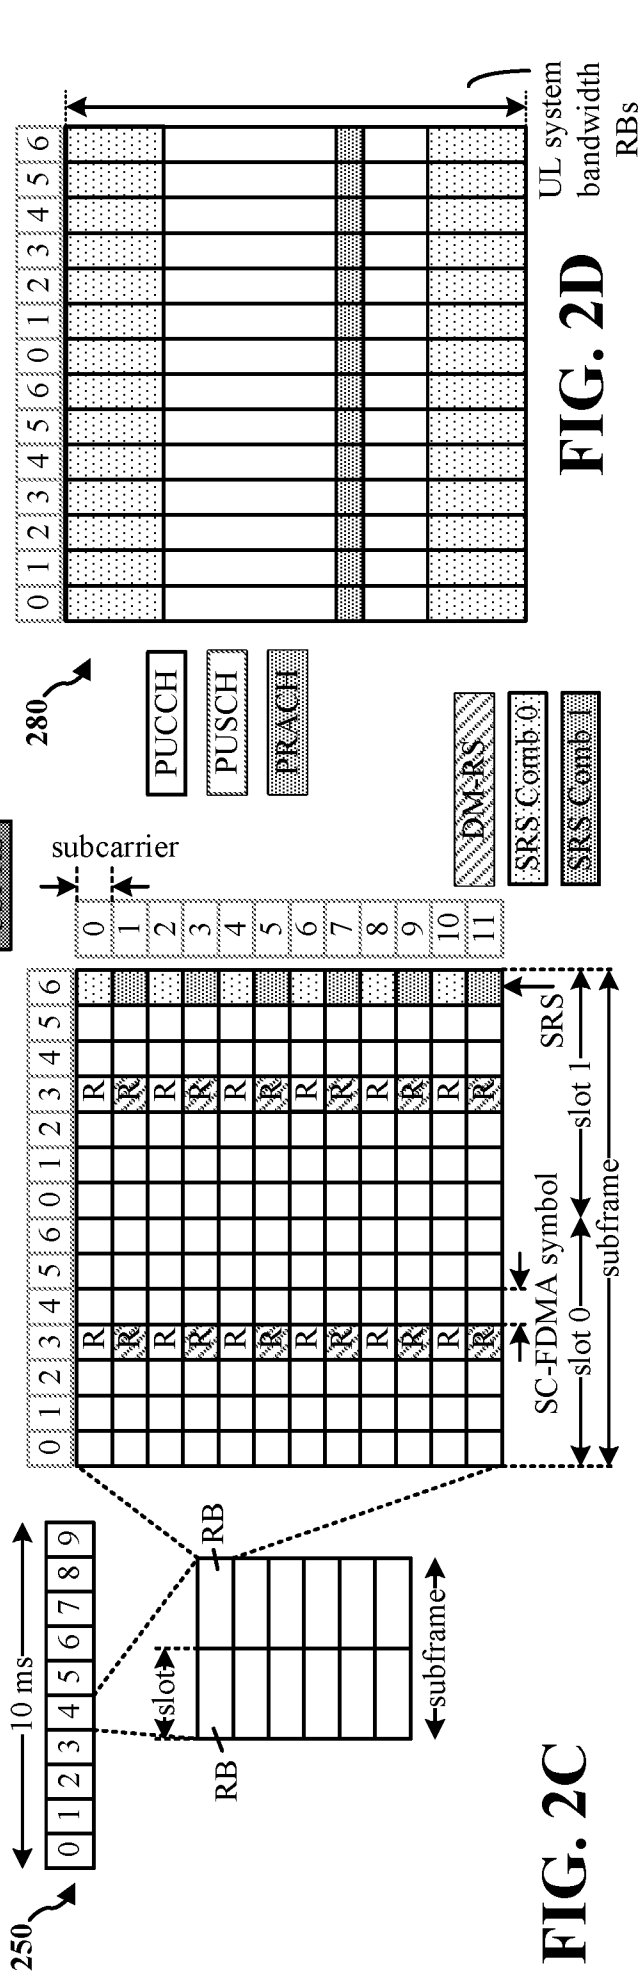 250
10 ms
0 1 2 3 4 5 6 7 8 9
slot
RB
RB
subframe
FIG. 2C
0 1 2 3 4 5 6 0 1 2 3 4 5 6
subcarrier
R R 0
R R 1
R R 2
R R 3
R R 4
R R 5
R R 6
R R 7
R R 8
R R 9
R R 10
R R 11
SRS
SC-FDMA symbol
slot 0
slot 1
subframe
DM-RS
SRS Comb 0
SRS Comb 1
280
PUCCH
PUSCH
PRACH
0 1 2 3 4 5 6 0 1 2 3 4 5 6
UL system
bandwidth
RBs
FIG. 2D